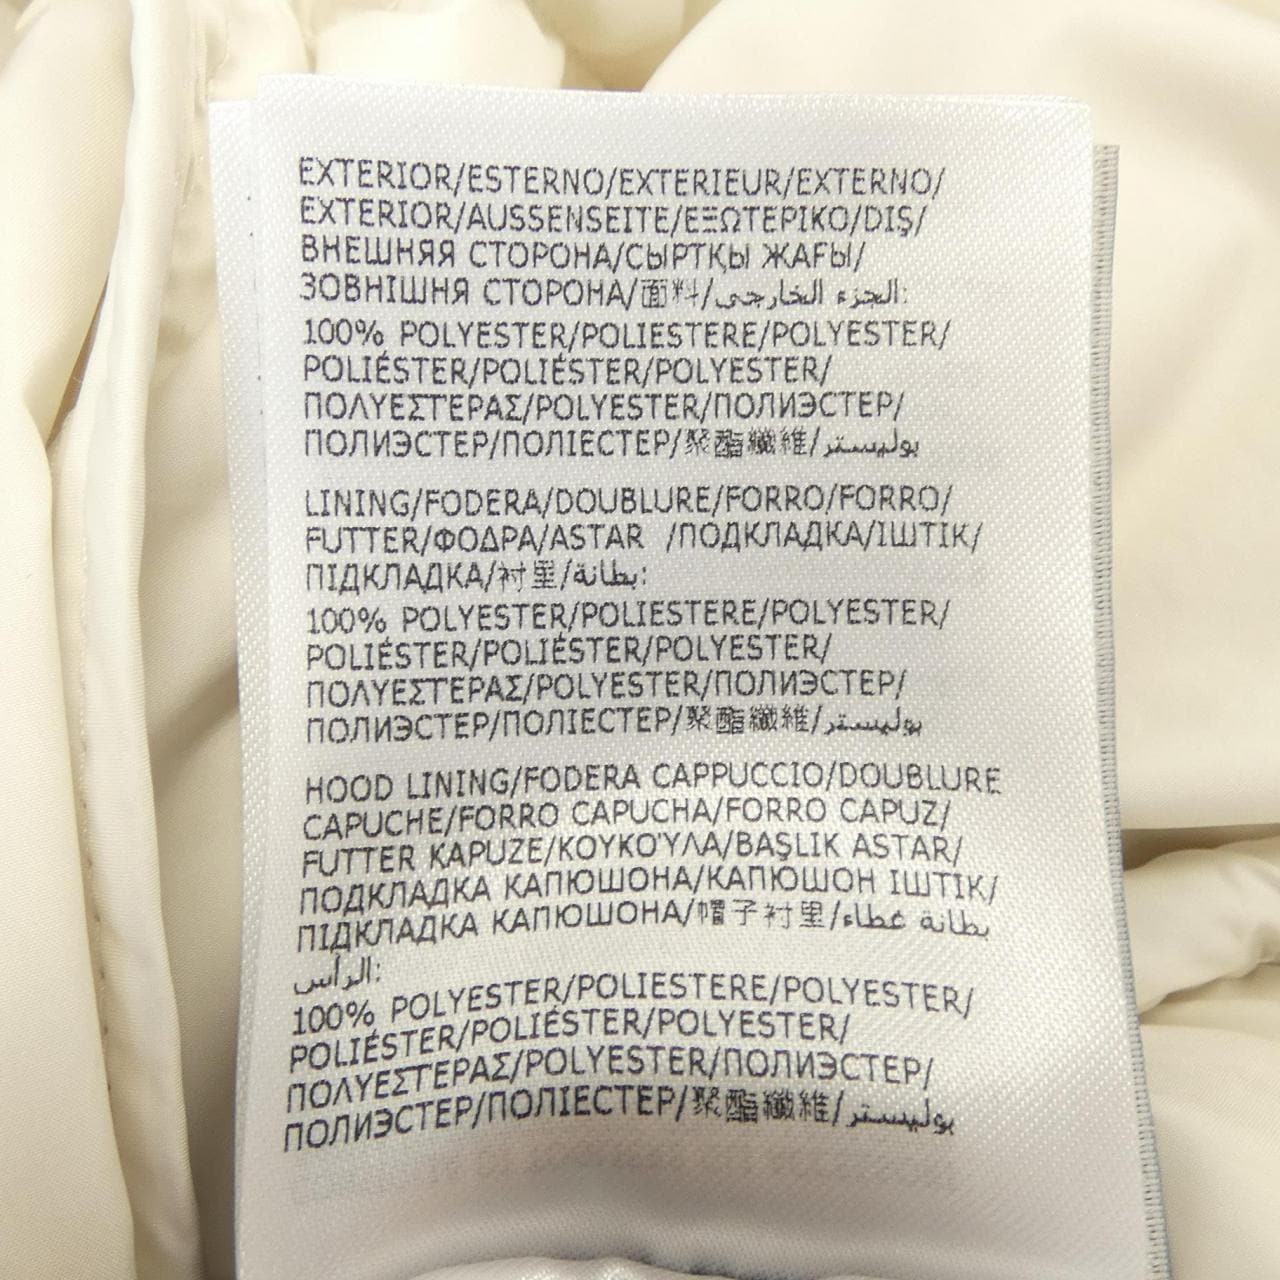 EXTERIOR/ESTERNO/EXTERIEUR/EXTERNO/
EXTERIOR/AUSSENSEITE/ΕΞΩΤΕΡΙΚΟ/DIŞ/
ВНЕШНЯЯ СТОРОНА/СЫРТҚЫ ЖАҒЫ/
ЗОВНІШНЯ СТОРОНА/面料/الجزء الخارجي:
100% POLYESTER/POLIESTERE/POLYESTER/
POLIÉSTER/POLIÉSTER/POLYESTER/
ΠΟΛΥΕΣΤΕΡΑΣ/POLYESTER/ПОЛИЭСТЕР/
ПОЛИЭСТЕР/ПОЛІЕСТЕР/聚酯纖維/بوليستر
LINING/FODERA/DOUBLURE/FORRO/FORRO/
FUTTER/ΦΟΔΡΑ/ASTAR /ПОДКЛАДКА/ІШТІК/
ПІДКЛАДКА/衬里/بطانة:
100% POLYESTER/POLIESTERE/POLYESTER/
POLIÉSTER/POLIÉSTER/POLYESTER/
ΠΟΛΥΕΣΤΕΡΑΣ/POLYESTER/ПОЛИЭСТЕР/
ПОЛИЭСТЕР/ПОЛІЕСТЕР/聚酯纖維/بوليستر
HOOD LINING/FODERA CAPPUCCIO/DOUBLURE
CAPUCHE/FORRO CAPUCHA/FORRO CAPUZ/
FUTTER KAPUZE/ΚΟΥΚΟΎΛΑ/BAŞLIK ASTAR/
ПОДКЛАДКА КАПЮШОНА/КАПЮШОН ІШТІК/
ПІДКЛАДКА КАПЮШОНА/帽子衬里/بطانة غطاء
الرأس:
100% POLYESTER/POLIESTERE/POLYESTER/
POLIÉSTER/POLIÉSTER/POLYESTER/
ΠΟΛΥΕΣΤΕΡΑΣ/POLYESTER/ПОЛИЭСТЕР/
ПОЛИЭСТЕР/ПОЛІЕСТЕР/聚酯纖維/بوليستر